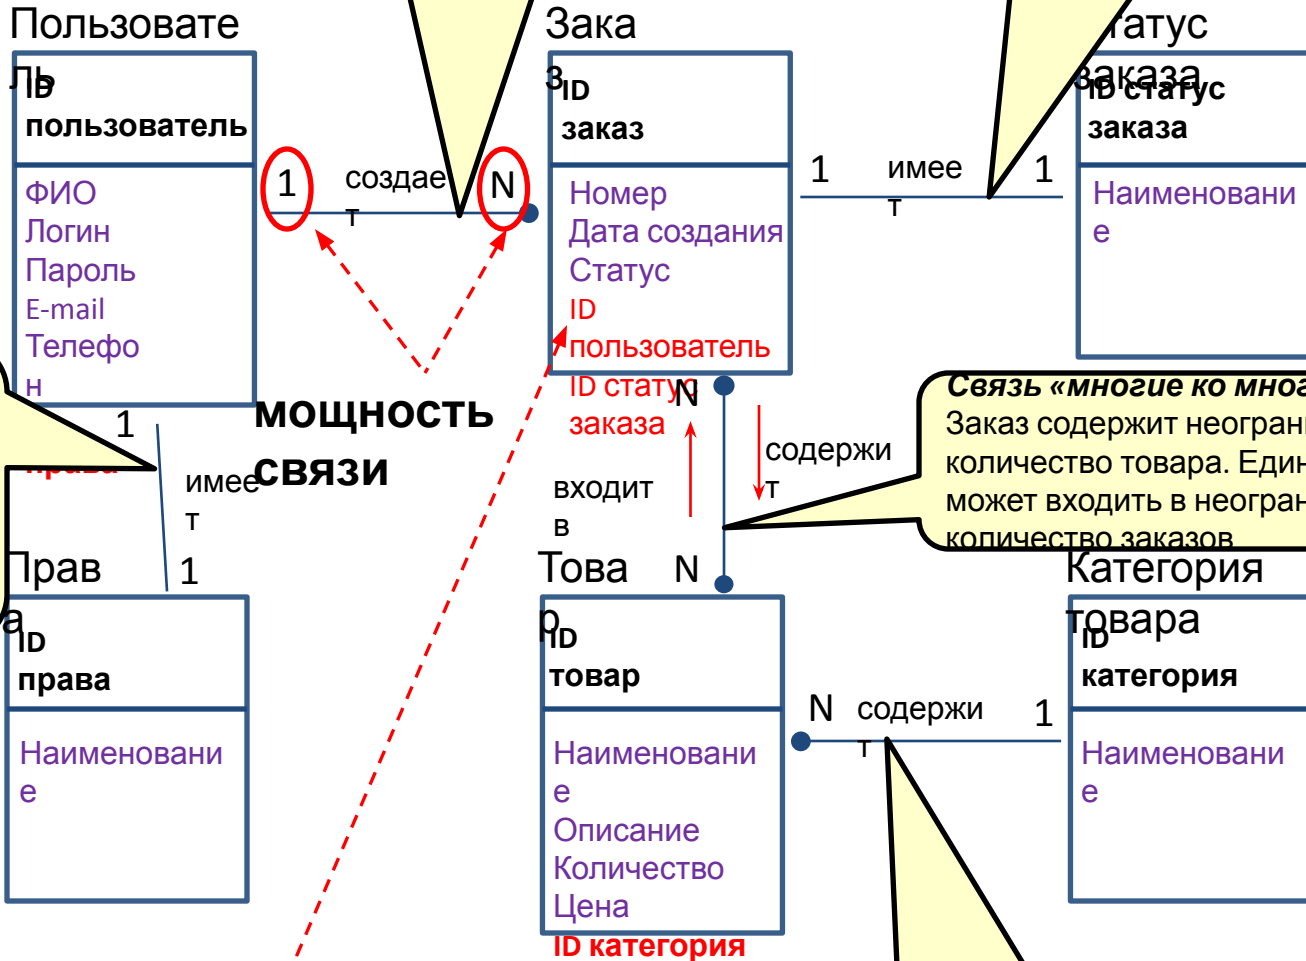 Пользовате
ль
ID
пользователь
ФИО
Логин
Пароль
E-mail
Телефо
н
права
1
создае
т
N
Зака
з
ID
заказ
Номер
Дата создания
Статус
ID
пользователь
ID статус
заказа
1
имее
т
1
татус
заказа
ID статус
заказа
Наименовани
е
мощность
связи
1
имее
т
1
N
входит
в
содержи
т
N
Связь «многие ко мног
Заказ содержит неограни
количество товара. Един
может входить в неогран
количество заказов
Прав
а
ID
права
Наименовани
е
Това
р
ID
товар
Наименовани
е
Описание
Количество
Цена
ID категория
N
содержи
т
1
Категория
товара
ID
категория
Наименовани
е